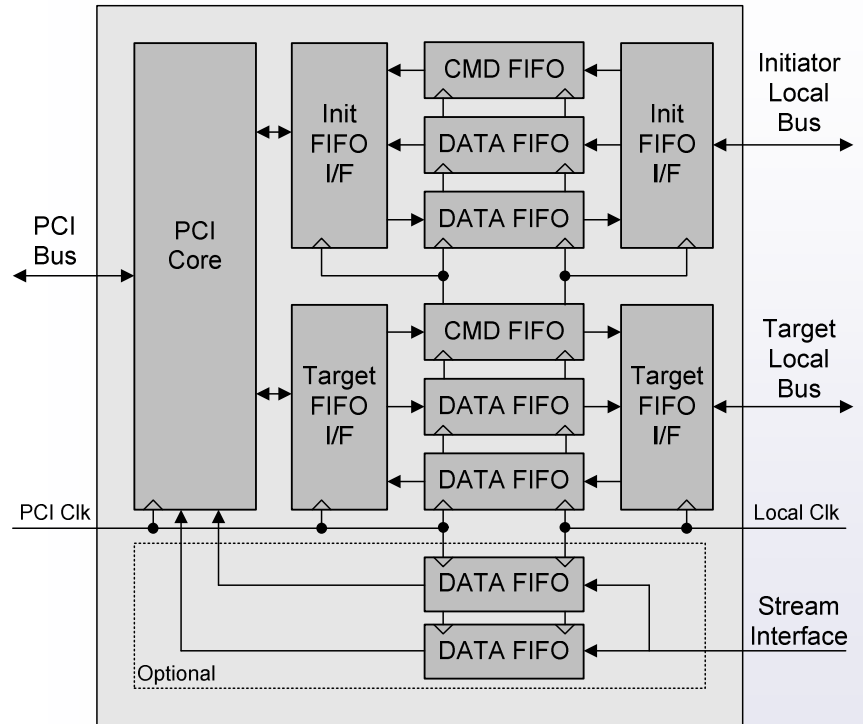 CMD FIFO
Initiator
Local
Bus
Init
FIFO
I/F
DATA FIFO
Init
FIFO
I/F
DATA FIFO
PCI
Bus
PCI
Core
CMD FIFO
Target
Local
Bus
Target
FIFO
I/F
DATA FIFO
Target
FIFO
I/F
DATA FIFO
PCI Clk
Local Clk
DATA FIFO
Stream
Interface
DATA FIFO
Optional